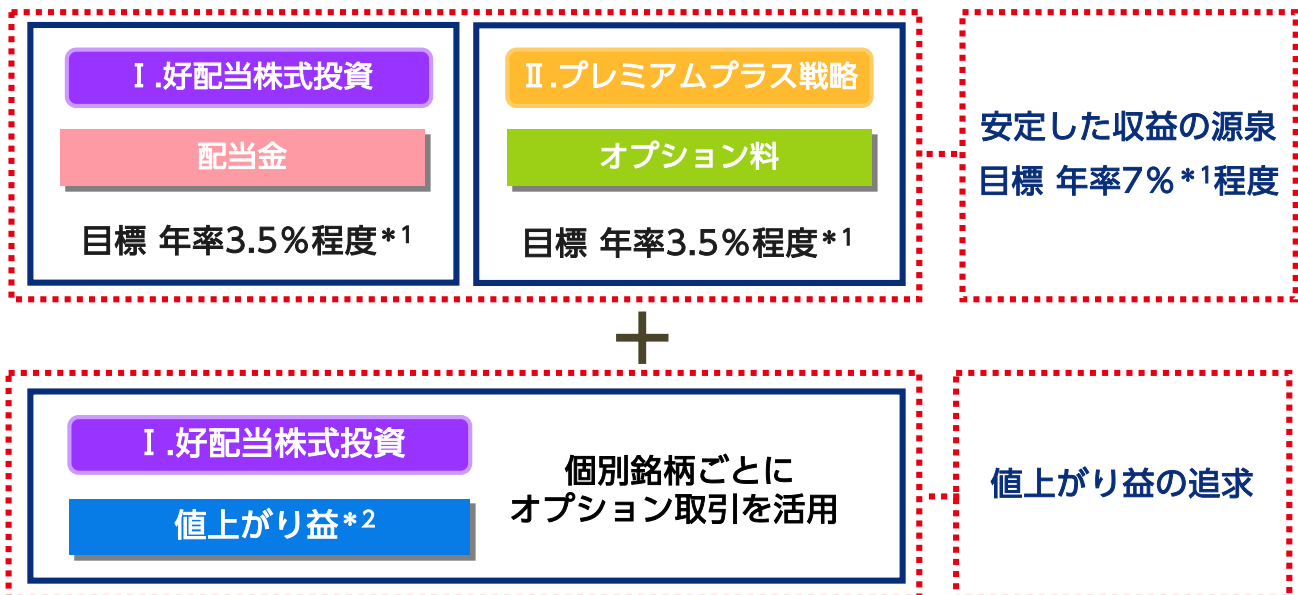 Ⅰ.好配当株式投資
配当金
目標 年率3.5%程度*1
Ⅱ.プレミアムプラス戦略
オプション料
目標 年率3.5%程度*1
安定した収益の源泉
目標 年率7%*1程度
+
Ⅰ.好配当株式投資
値上がり益*2
個別銘柄ごとに
オプション取引を活用
値上がり益の追求